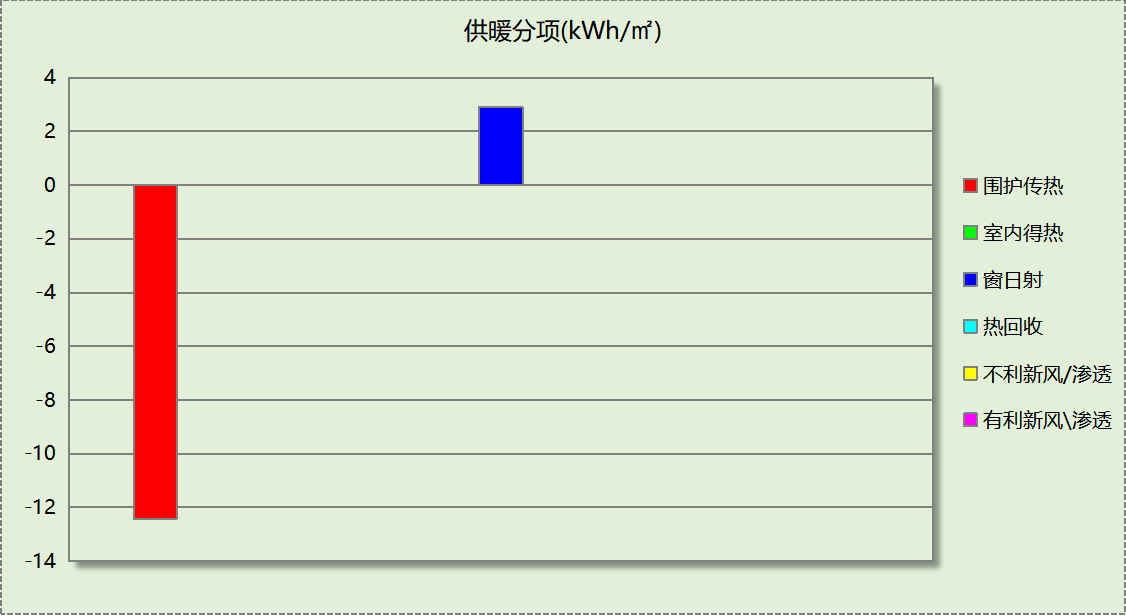 供暖分项(kWh/㎡)
4
2
0
-2
-4
-6
-8
-10
-12
-14
围护传热
室内得热
窗日射
热回收
不利新风/渗透
有利新风\渗透